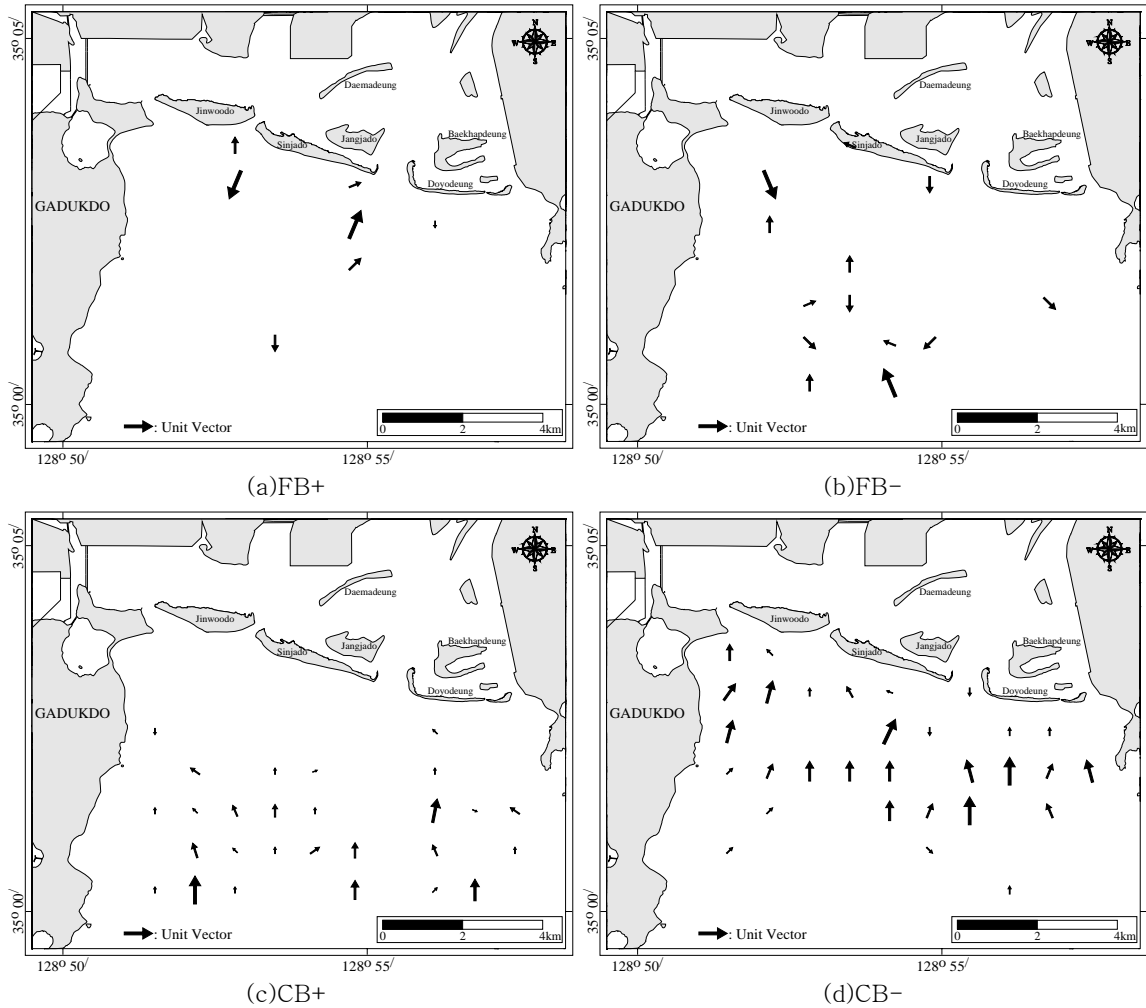 35° 05′
N
W E
S
Daemadeung
Jinwoodo
Sinjado
Jangjado
Baekhapdeung
Doyodeung
GADUKDO
35° 00′
: Unit Vector
0 2 4km
128° 50′ 128° 55′
(a)FB+
N
W E
S
Daemadeung
Jinwoodo
Sinjado
Jangjado
Baekhapdeung
Doyodeung
GADUKDO
: Unit Vector
0 2 4km
128° 50′ 128° 55′
(b)FB-
35° 05′
N
W E
S
Daemadeung
Jinwoodo
Sinjado
Jangjado
Baekhapdeung
Doyodeung
GADUKDO
35° 00′
: Unit Vector
0 2 4km
128° 50′ 128° 55′
(c)CB+
35° 05′
N
W E
S
Daemadeung
Jinwoodo
Sinjado
Jangjado
Baekhapdeung
Doyodeung
GADUKDO
35° 00′
: Unit Vector
0 2 4km
128° 50′ 128° 55′
(d)CB-